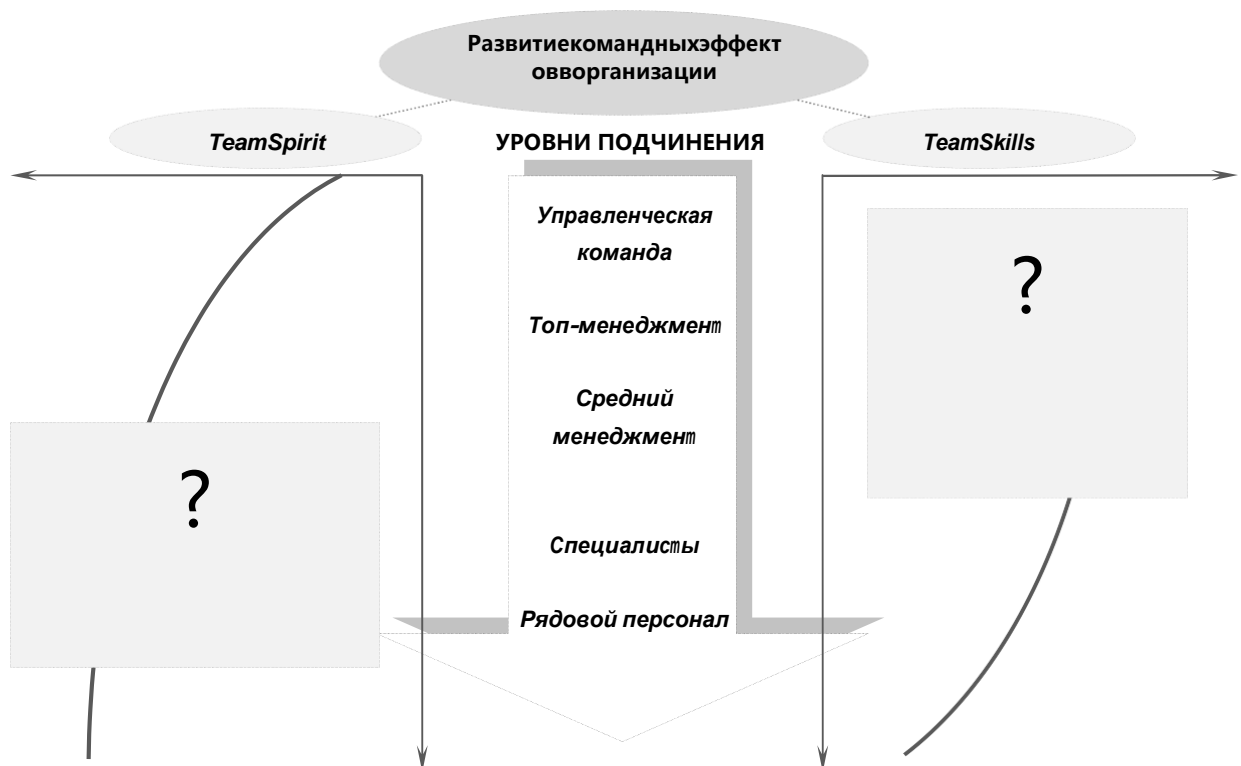 Развитиекомандныхэффект
овворганизации
TeamSpirit
УРОВНИ ПОДЧИНЕНИЯ
TeamSkills
Управленческая
команда
?
Топ-менеджмент
Средний
менеджмент
?
Специалисты
Рядовой персонал